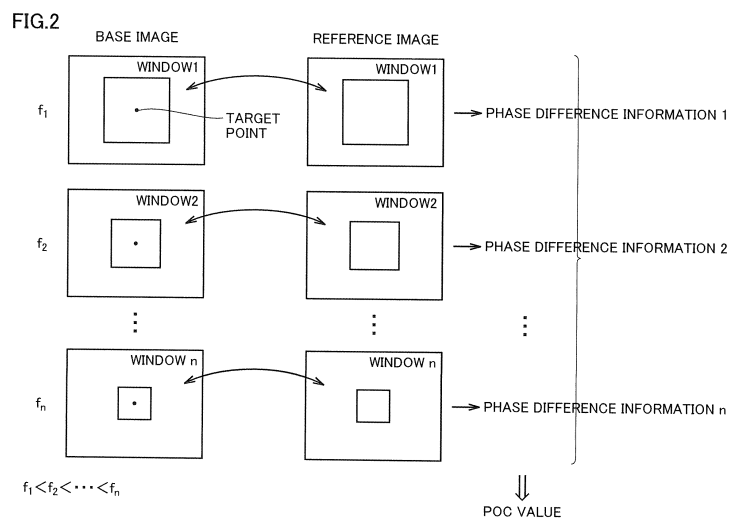 FIG.2
BASE IMAGE
REFERENCE IMAGE
f1
WINDOW1
WINDOW1
TARGET
POINT
PHASE DIFFERENCE INFORMATION 1
f2
WINDOW2
WINDOW2
PHASE DIFFERENCE INFORMATION 2
fn
WINDOW n
WINDOW n
PHASE DIFFERENCE INFORMATION n
f1<f2<···<fn
POC VALUE